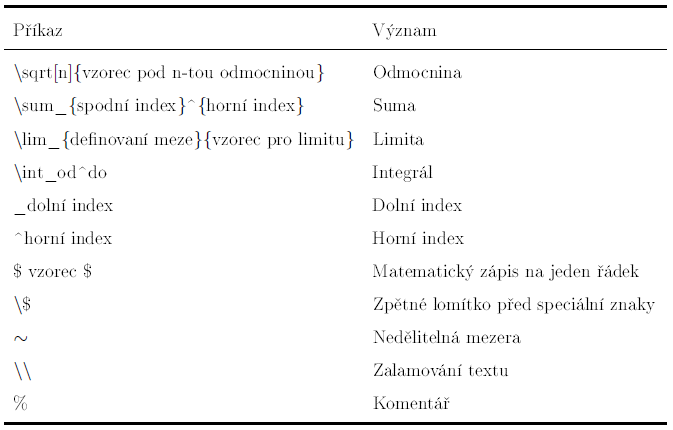 Příkaz Význam
\sqrt[n]{vzorec pod n-tou odmocninou} Odmocnina
\sum_{spodní index}^{horní index} Suma
\lim_{definovaní meze}{vzorec pro limitu} Limita
\int_od^do Integrál
_dolní index Dolní index
^horní index Horní index
$ vzorec $ Matematický zápis na jeden řádek
\$ Zpětné lomítko před speciální znaky
~ Nedělitelná mezera
\\ Zalamování textu
% Komentář